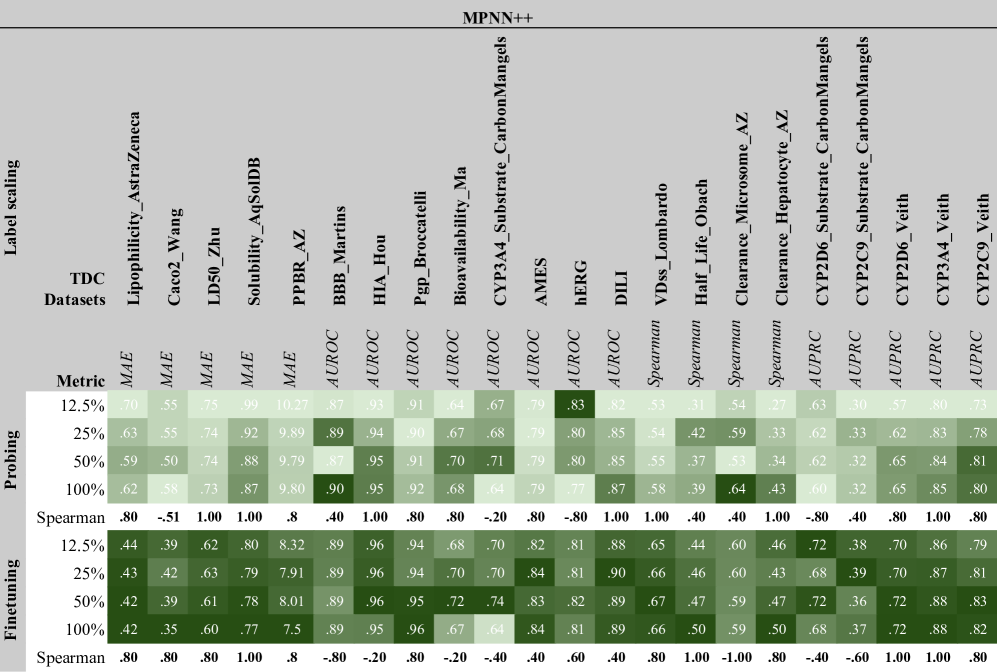 MPNN++
Label scaling
TDC Datasets
Lipophilicity_AstraZeneca
Caco2_Wang
LD50_Zhu
Solubility_AqSolDB
PPBR_AZ
BBB_Martins
HIA_Hou
Pgp_Broccatelli
Bioavailability_Ma
CYP3A4_Substrate_CarbonMangels
AMES
hERG
DILI
VDss_Lombardo
Half_Life_Obach
Clearance_Microsome_AZ
Clearance_Hepatocyte_AZ
CYP2D6_Substrate_CarbonMangels
CYP2C9_Substrate_CarbonMangels
CYP2D6_Veith
CYP3A4_Veith
CYP2C9_Veith
Metric MAE MAE MAE MAE MAE AUROC AUROC AUROC AUROC AUROC AUROC AUROC AUROC Spearman Spearman Spearman Spearman AUPRC AUPRC AUPRC AUPRC AUPRC
Probing
12.5% .70 .55 .75 .99 10.27 .87 .93 .91 .64 .67 .79 .83 .82 .53 .31 .54 .27 .63 .30 .57 .80 .73
25% .63 .55 .74 .92 9.89 .89 .94 .90 .67 .68 .79 .80 .85 .54 .42 .59 .33 .62 .33 .62 .83 .78
50% .59 .50 .74 .88 9.79 .87 .95 .91 .70 .71 .79 .80 .85 .55 .37 .53 .34 .62 .32 .65 .84 .81
100% .62 .58 .73 .87 9.80 .90 .95 .92 .68 .64 .79 .77 .87 .58 .39 .64 .43 .60 .32 .65 .85 .80
Spearman .80 -.51 1.00 1.00 .8 .40 1.00 .80 .80 -.20 .80 -.80 1.00 1.00 .40 .40 1.00 -.80 .40 .80 1.00 .80
Finetuning
12.5% .44 .39 .62 .80 8.32 .89 .96 .94 .68 .70 .82 .81 .88 .65 .44 .60 .46 .72 .38 .70 .86 .79
25% .43 .42 .63 .79 7.91 .89 .96 .94 .70 .70 .84 .81 .90 .66 .46 .60 .43 .68 .39 .70 .87 .81
50% .42 .39 .61 .78 8.01 .89 .96 .95 .72 .74 .83 .82 .89 .67 .47 .59 .47 .72 .36 .72 .88 .83
100% .42 .35 .60 .77 7.5 .89 .95 .96 .67 .64 .84 .81 .89 .66 .50 .59 .50 .68 .37 .72 .88 .82
Spearman .80 .80 .80 1.00 .8 -.80 -.20 .80 -.20 -.40 .40 .60 .40 .80 1.00 -1.00 .80 -.40 -.60 1.00 1.00 .80